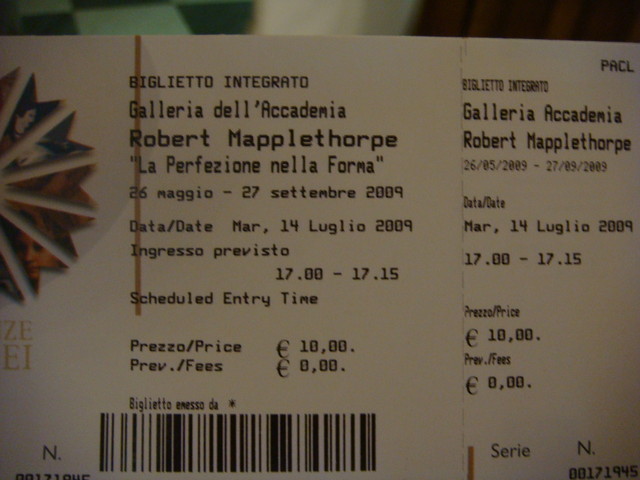 BIGLIETTO INTEGRATO
Galleria dell'Accademia
Robert Mapplethorpe
"La Perfezione nella Forma"
26 maggio - 27 settembre 2009
Data/Date Mar, 14 Luglio 2009
Ingresso previsto
17.00 - 17.15
Scheduled Entry Time
Prezzo/Price € 10,00.
Prev./Fees € 0,00.
Biglietto emesso da *
N.
00171945
ZE
EI
PACL
BIGLIETTO INTEGRATO
Galleria Accademia
Robert Mapplethorpe
26/05/2009 - 27/09/2009
Data/Date
Mar, 14 Luglio 2009
17.00 - 17.15
Prezzo/Price
€ 10,00.
Prev./Fees
€ 0,00.
Serie N.
00171945